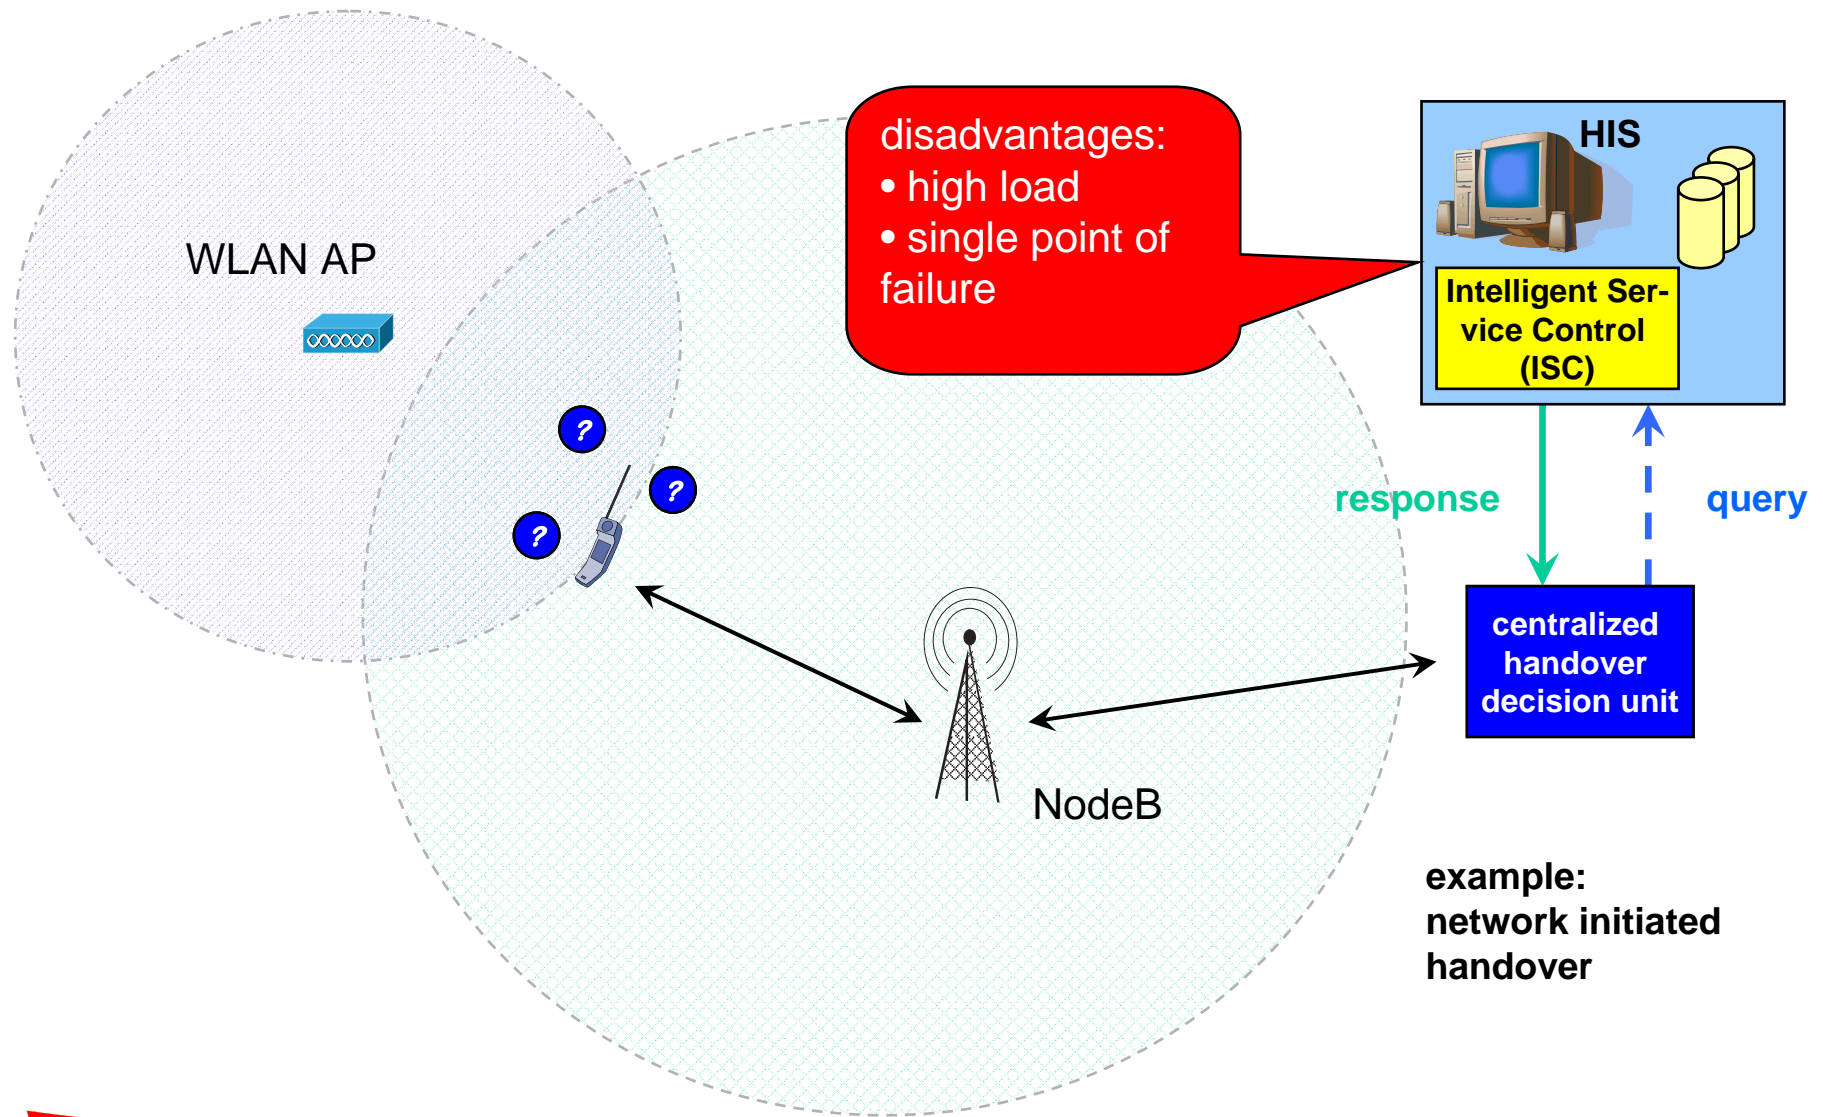 WLAN AP
disadvantages:
• high load
• single point of
failure
HIS
Intelligent Ser-
vice Control
(ISC)
?
?
?
response
query
centralized
handover
decision unit
NodeB
example:
network initiated
handover